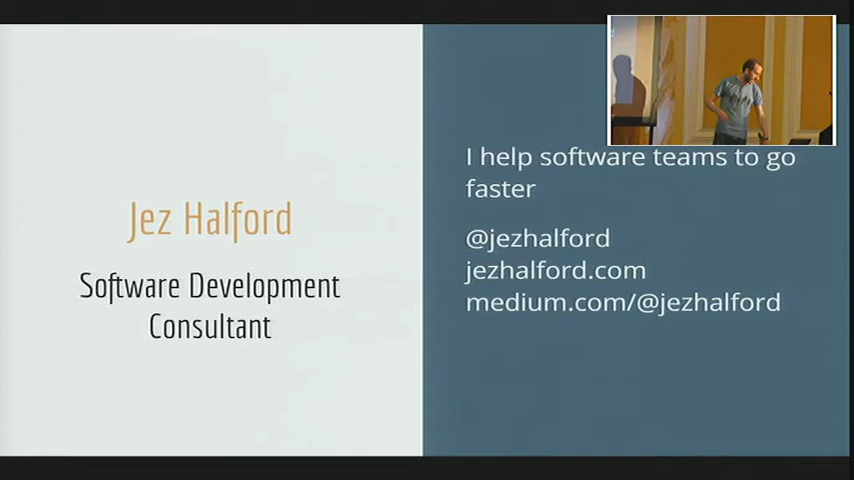 Jez Halford
Software Development
Consultant
I help software teams to go
faster
@jezhalford
jezhalford.com
medium.com/@jezhalford